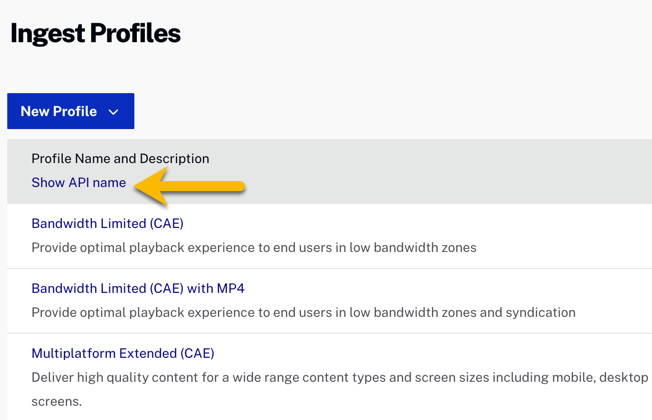 Ingest Profiles
New Profile
Profile Name and Description
Show API name
Bandwidth Limited (CAE)
Provide optimal playback experience to end users in low bandwidth zones
Bandwidth Limited (CAE) with MP4
Provide optimal playback experience to end users in low bandwidth zones and syndication
Multiplatform Extended (CAE)
Deliver high quality content for a wide range content types and screen sizes including mobile, desktop
screens.